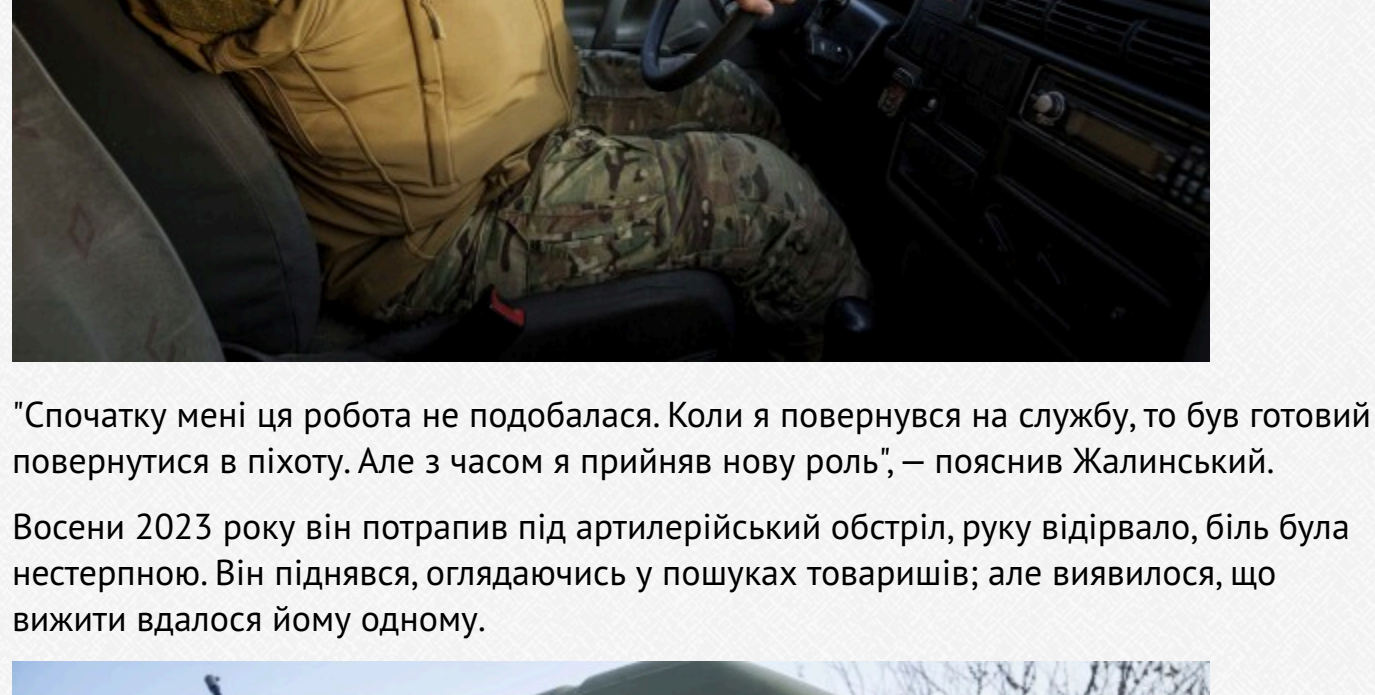 "Спочатку мені ця робота не подобалася. Коли я повернувся на службу, то був готовий
повернутися в піхоту. Але з часом я прийняв нову роль", — пояснив Жалинський.
Восени 2023 року він потрапив під артилерійський обстріл, руку відірвало, біль була
нестерпною. Він піднявся, оглядаючись у пошуках товаришів; але виявилося, що
вижити вдалося йому одному.